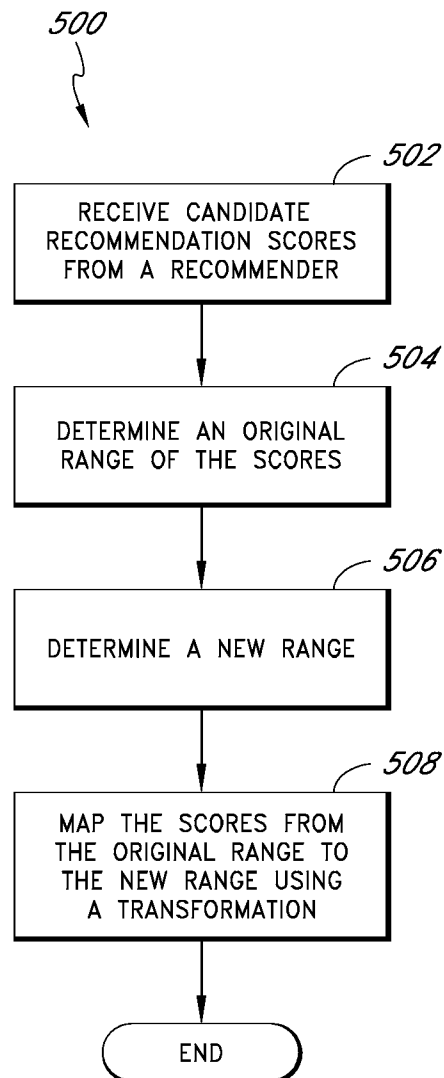 500
502
RECEIVE CANDIDATE
RECOMMENDATION SCORES
FROM A RECOMMENDER
504
DETERMINE AN ORIGINAL
RANGE OF THE SCORES
506
DETERMINE A NEW RANGE
508
MAP THE SCORES FROM
THE ORIGINAL RANGE TO
THE NEW RANGE USING
A TRANSFORMATION
END